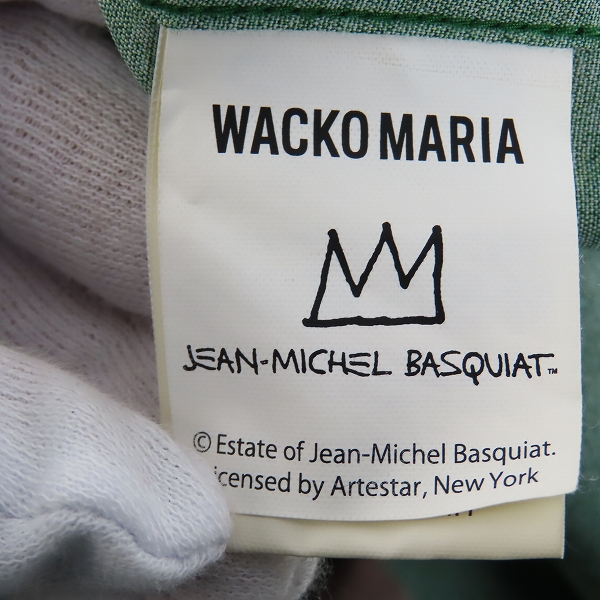 WACKO MARIA
JEAN-MICHEL BASQUIAT™
© Estate of Jean-Michel Basquiat.
icensed by Artestar, New York